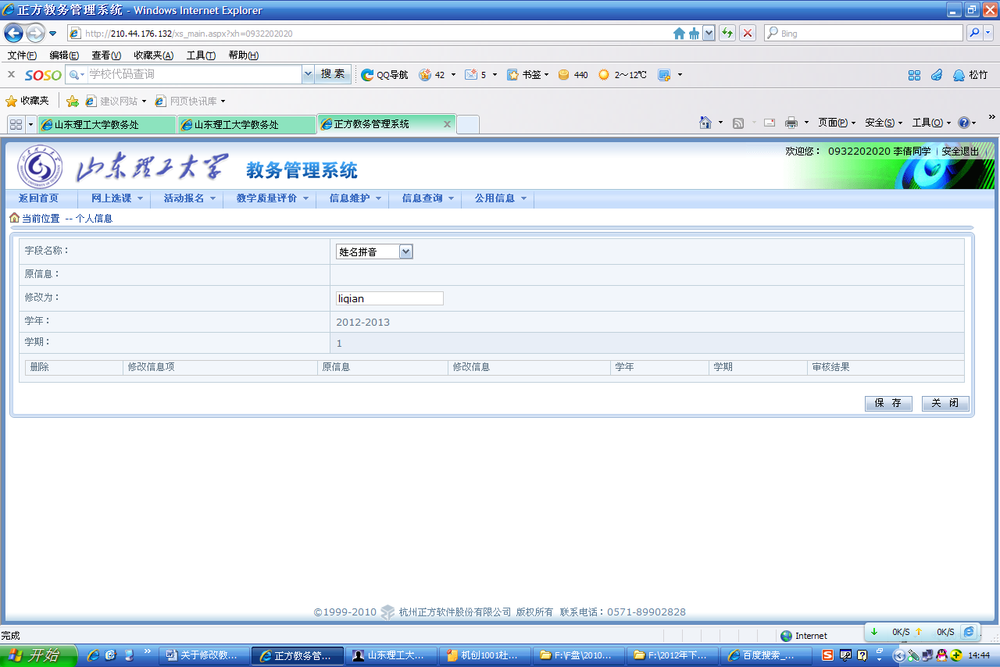 正方教务管理系统 - Windows Internet Explorer
http://210.44.176.132/xs_main.aspx?xh=0932202020
Bing
文件(F) 编辑(E) 查看(V) 收藏夹(A) 工具(T) 帮助(H)
x SOSO 学校代码查询 搜 索 QQ导航 42 5 书签 440 2~12℃ 松竹
收藏夹 建议网站 网页快讯库
山东理工大学教务处 山东理工大学教务处 正方教务管理系统 页面(P) 安全(S) 工具(O) »
山东理工大学 教务管理系统 欢迎您: 0932202020 李倩同学 | 安全退出
返回首页 网上选课 活动报名 教学质量评价 信息维护 信息查询 公用信息
当前位置 -- 个人信息
字段名称: 姓名拼音
原信息:
修改为: liqian
学年: 2012-2013
学期: 1
删除 修改信息项 原信息 修改信息 学年 学期 审核结果
保 存 关 闭
©1999-2010 杭州正方软件股份有限公司 版权所有 联系电话:0571-89902828
完成 Internet 0K/S 0K/S
开始 » 关于修改教... 正方教务管... 山东理工大... 机创1001杜... F:\F盘\2010... F:\2012年下... 百度搜索_... 14:44